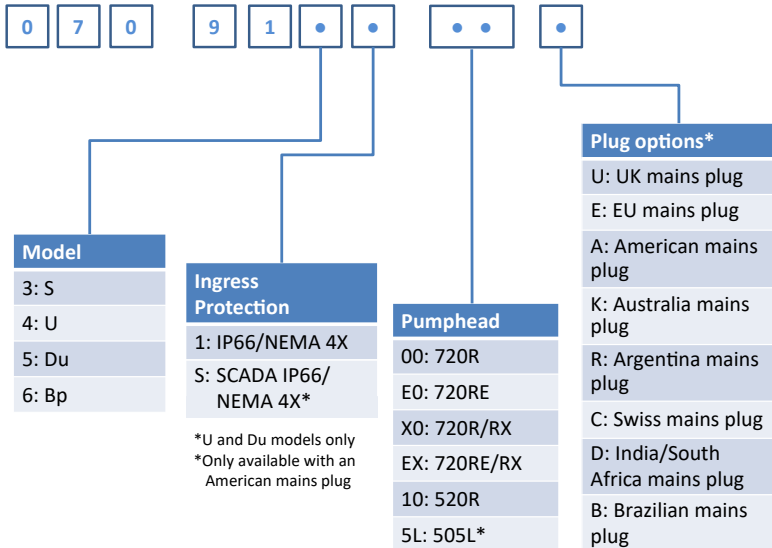 0 7 0 9 1 • • • • •
Model
3: S
4: U
5: Du
6: Bp
Ingress
Protection
1: IP66/NEMA 4X
S: SCADA IP66/
NEMA 4X*
*U and Du models only
*Only available with an
American mains plug
Pumphead
00: 720R
E0: 720RE
X0: 720R/RX
EX: 720RE/RX
10: 520R
5L: 505L*
Plug options*
U: UK mains plug
E: EU mains plug
A: American mains
plug
K: Australia mains
plug
R: Argentina mains
plug
C: Swiss mains plug
D: India/South
Africa mains plug
B: Brazilian mains
plug